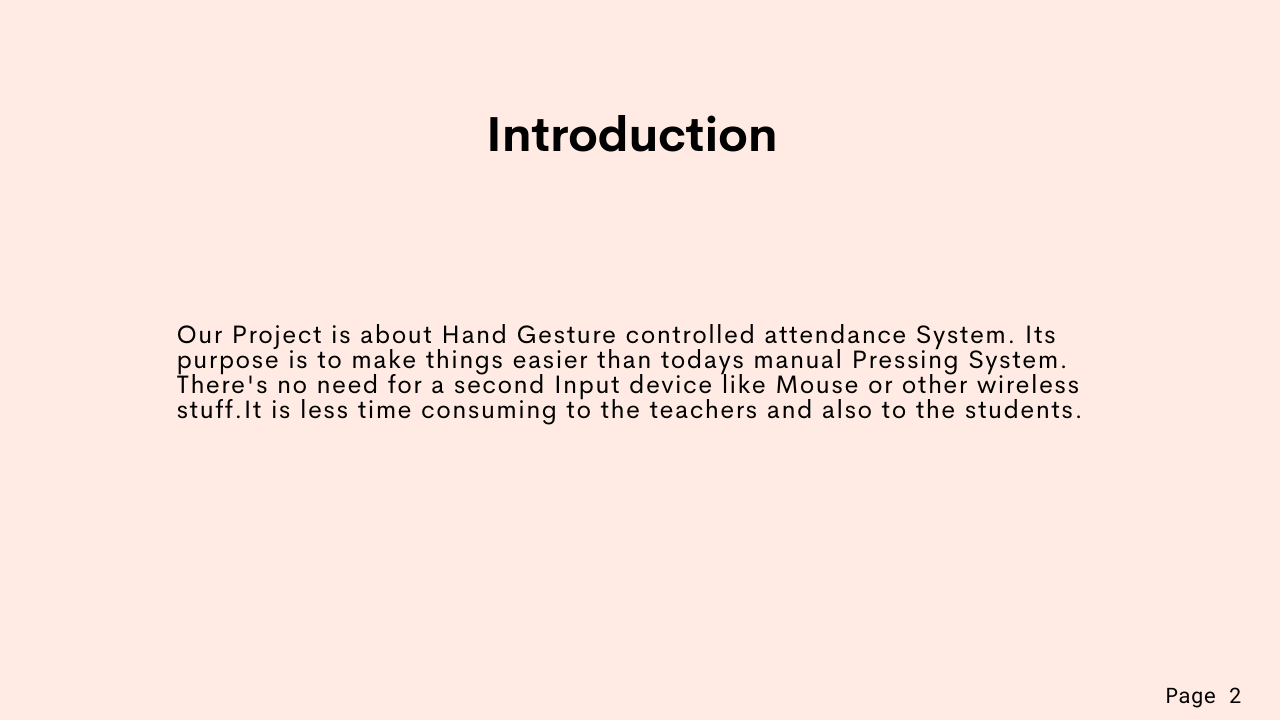 Introduction
Our Project is about Hand Gesture controlled attendance System. Its
purpose is to make things easier than todays manual Pressing System.
There's no need for a second Input device like Mouse or other wireless
stuff.It is less time consuming to the teachers and also to the students.
Page 2